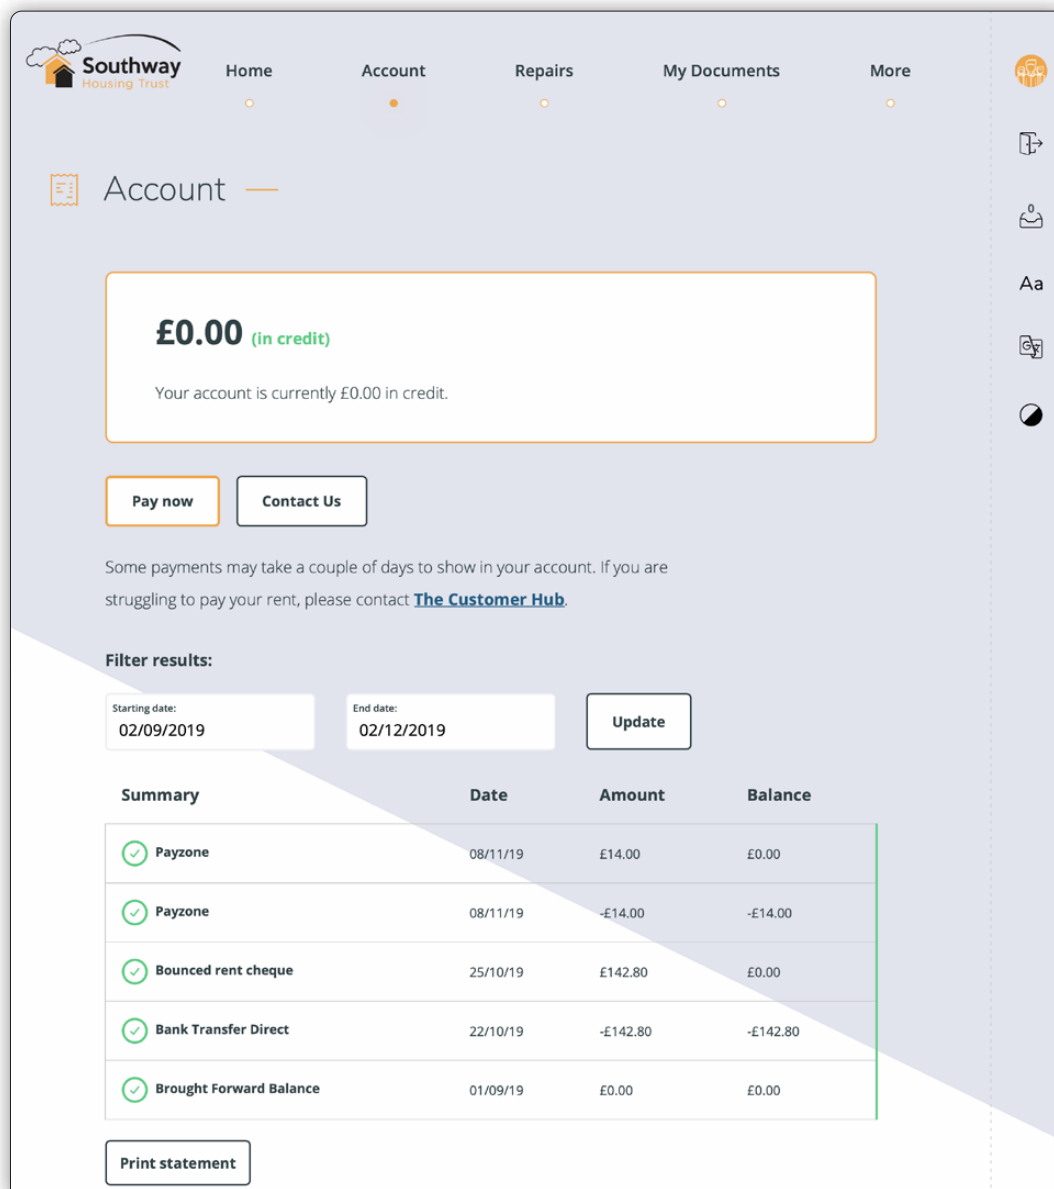 Southway
Housing Trust
Home Account Repairs My Documents More
0
Aa
Account
£0.00 (in credit)
Your account is currently £0.00 in credit.
Pay now Contact Us
Some payments may take a couple of days to show in your account. If you are
struggling to pay your rent, please contact The Customer Hub.
Filter results:
Starting date: End date:
02/09/2019 02/12/2019 Update
Summary Date Amount Balance
Payzone 08/11/19 £14.00 £0.00
Payzone 08/11/19 -£14.00 -£14.00
Bounced rent cheque 25/10/19 £142.80 £0.00
Bank Transfer Direct 22/10/19 -£142.80 -£142.80
Brought Forward Balance 01/09/19 £0.00 £0.00
Print statement